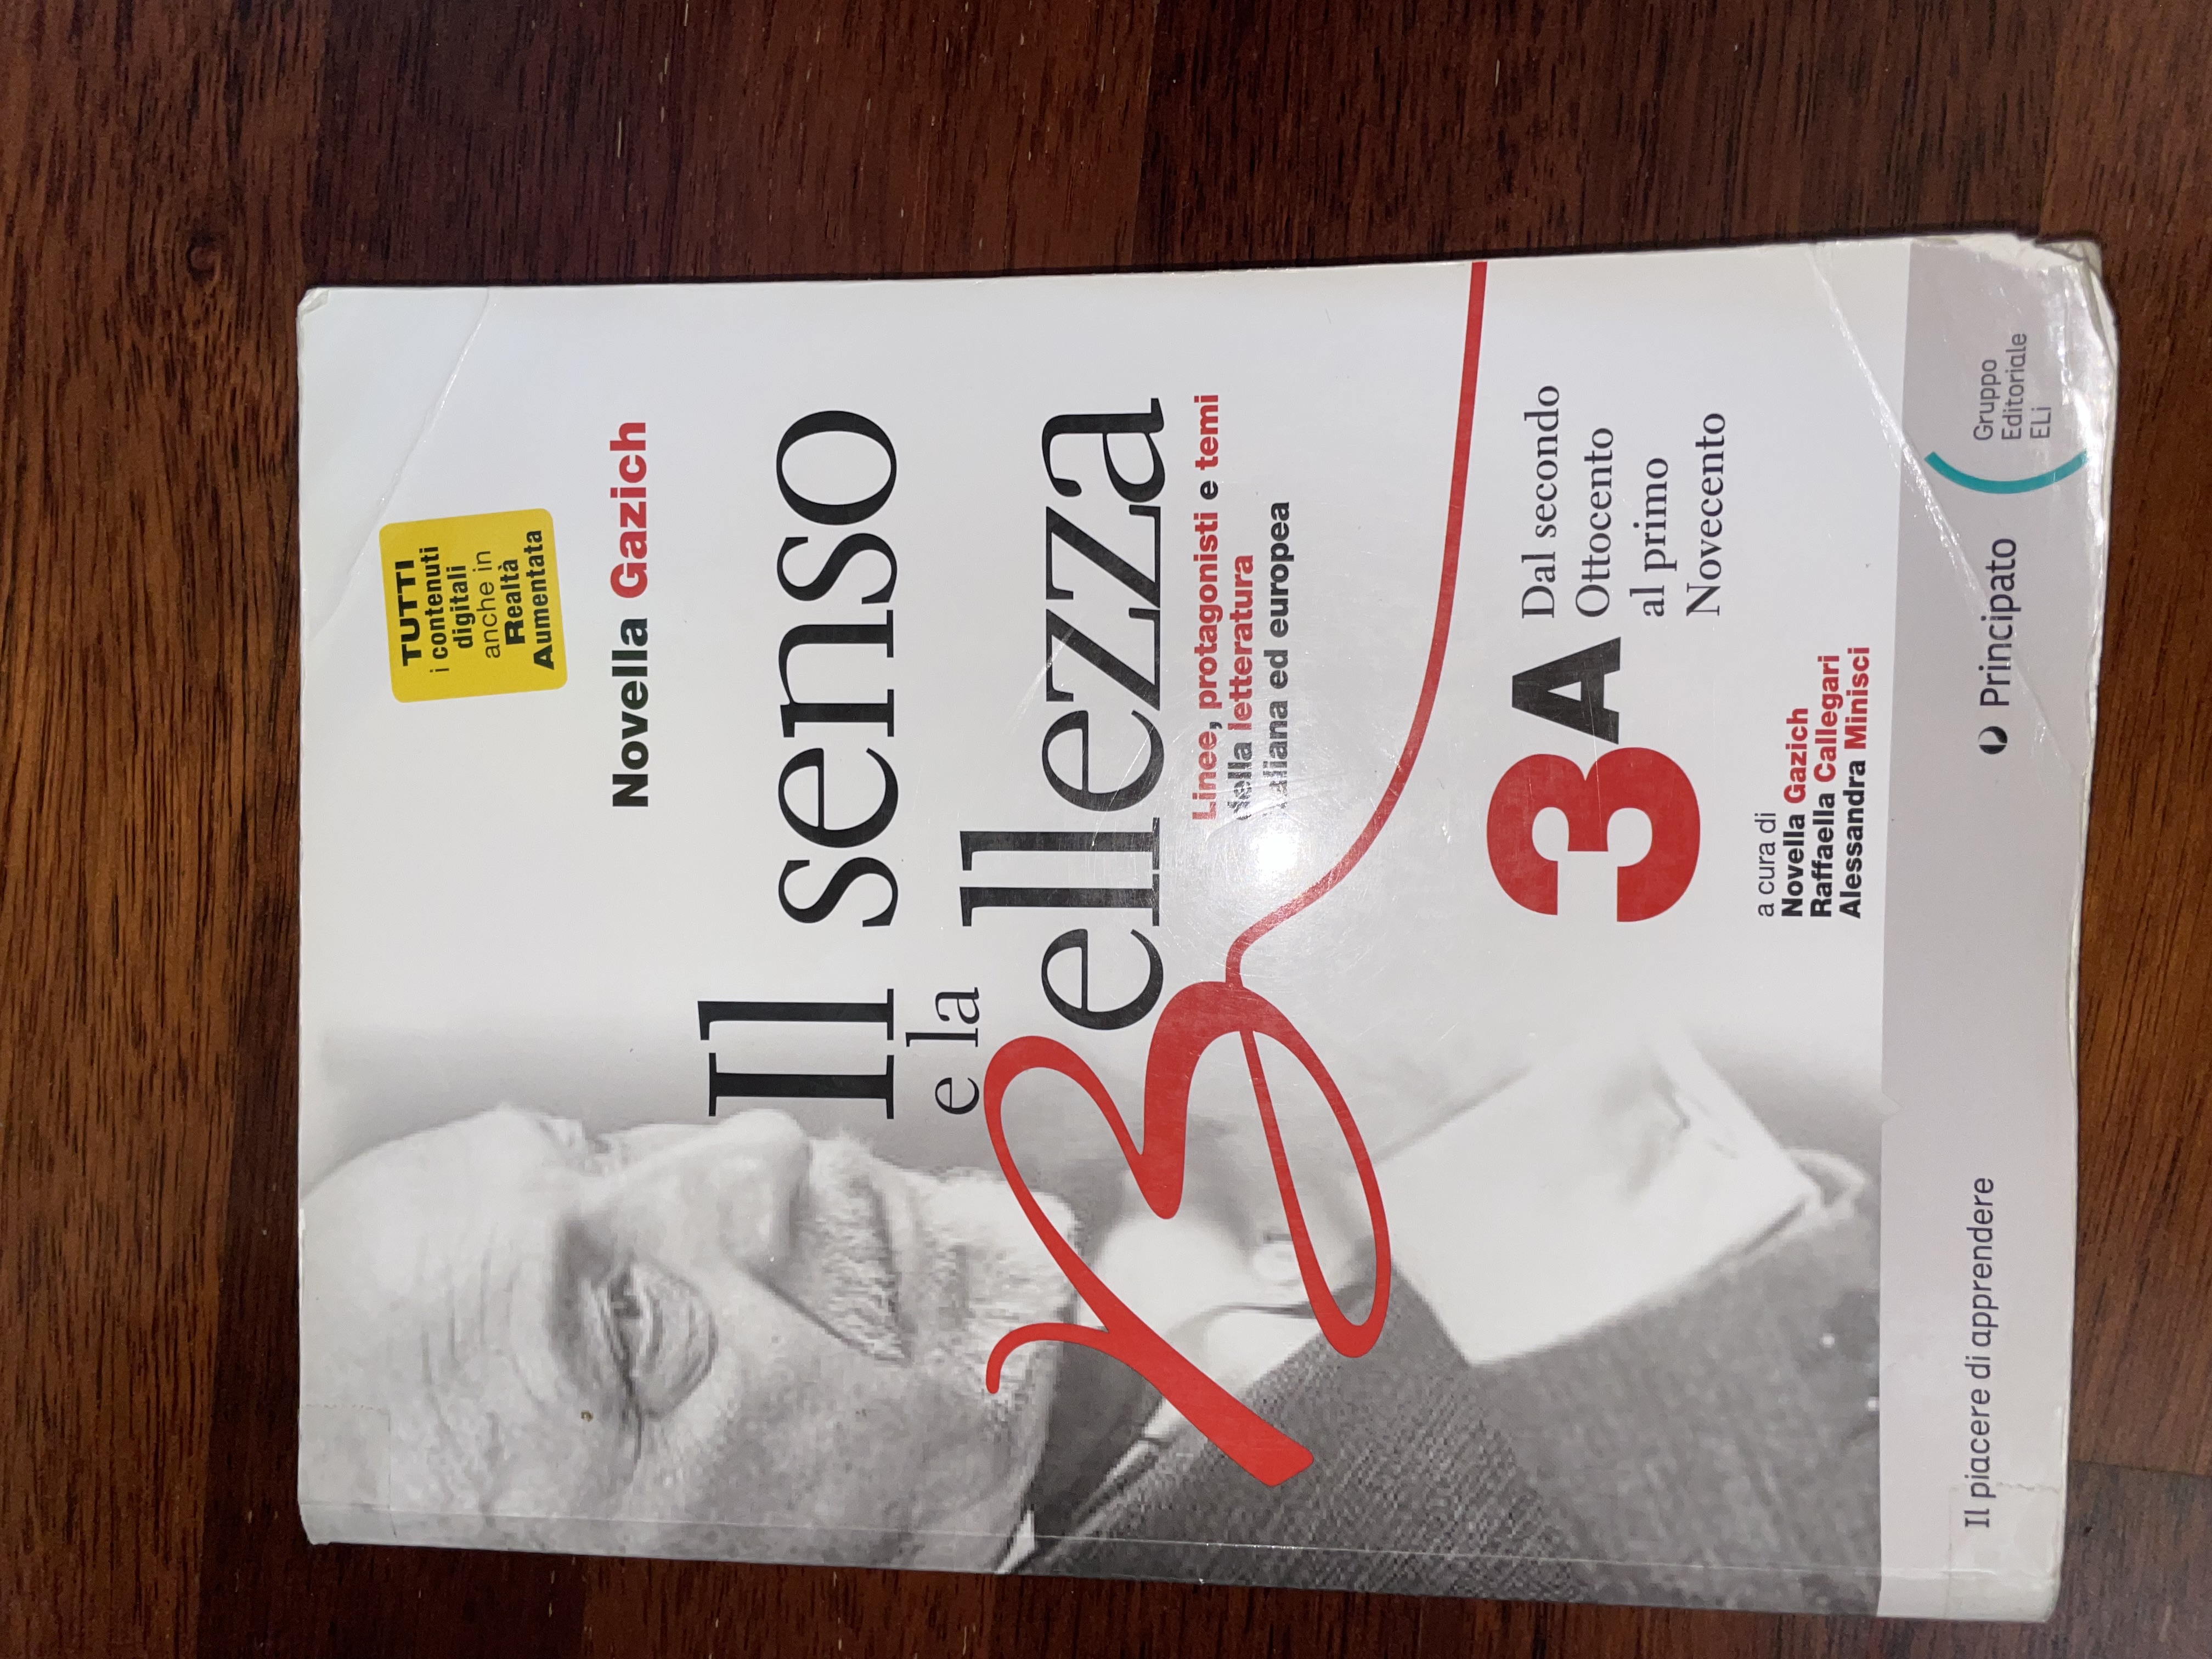 TUTTI
i contenuti
digitali
anche in
Realtà
Aumentata
Novella Gazich
Il senso
e la
Bellezza
Linee, protagonisti e temi
della letteratura
italiana ed europea
3A
Dal secondo
Ottocento
al primo
Novecento
a cura di
Novella Gazich
Raffaella Callegari
Alessandra Minisci
Il piacere di apprendere
Principato
Gruppo
Editoriale
ELi